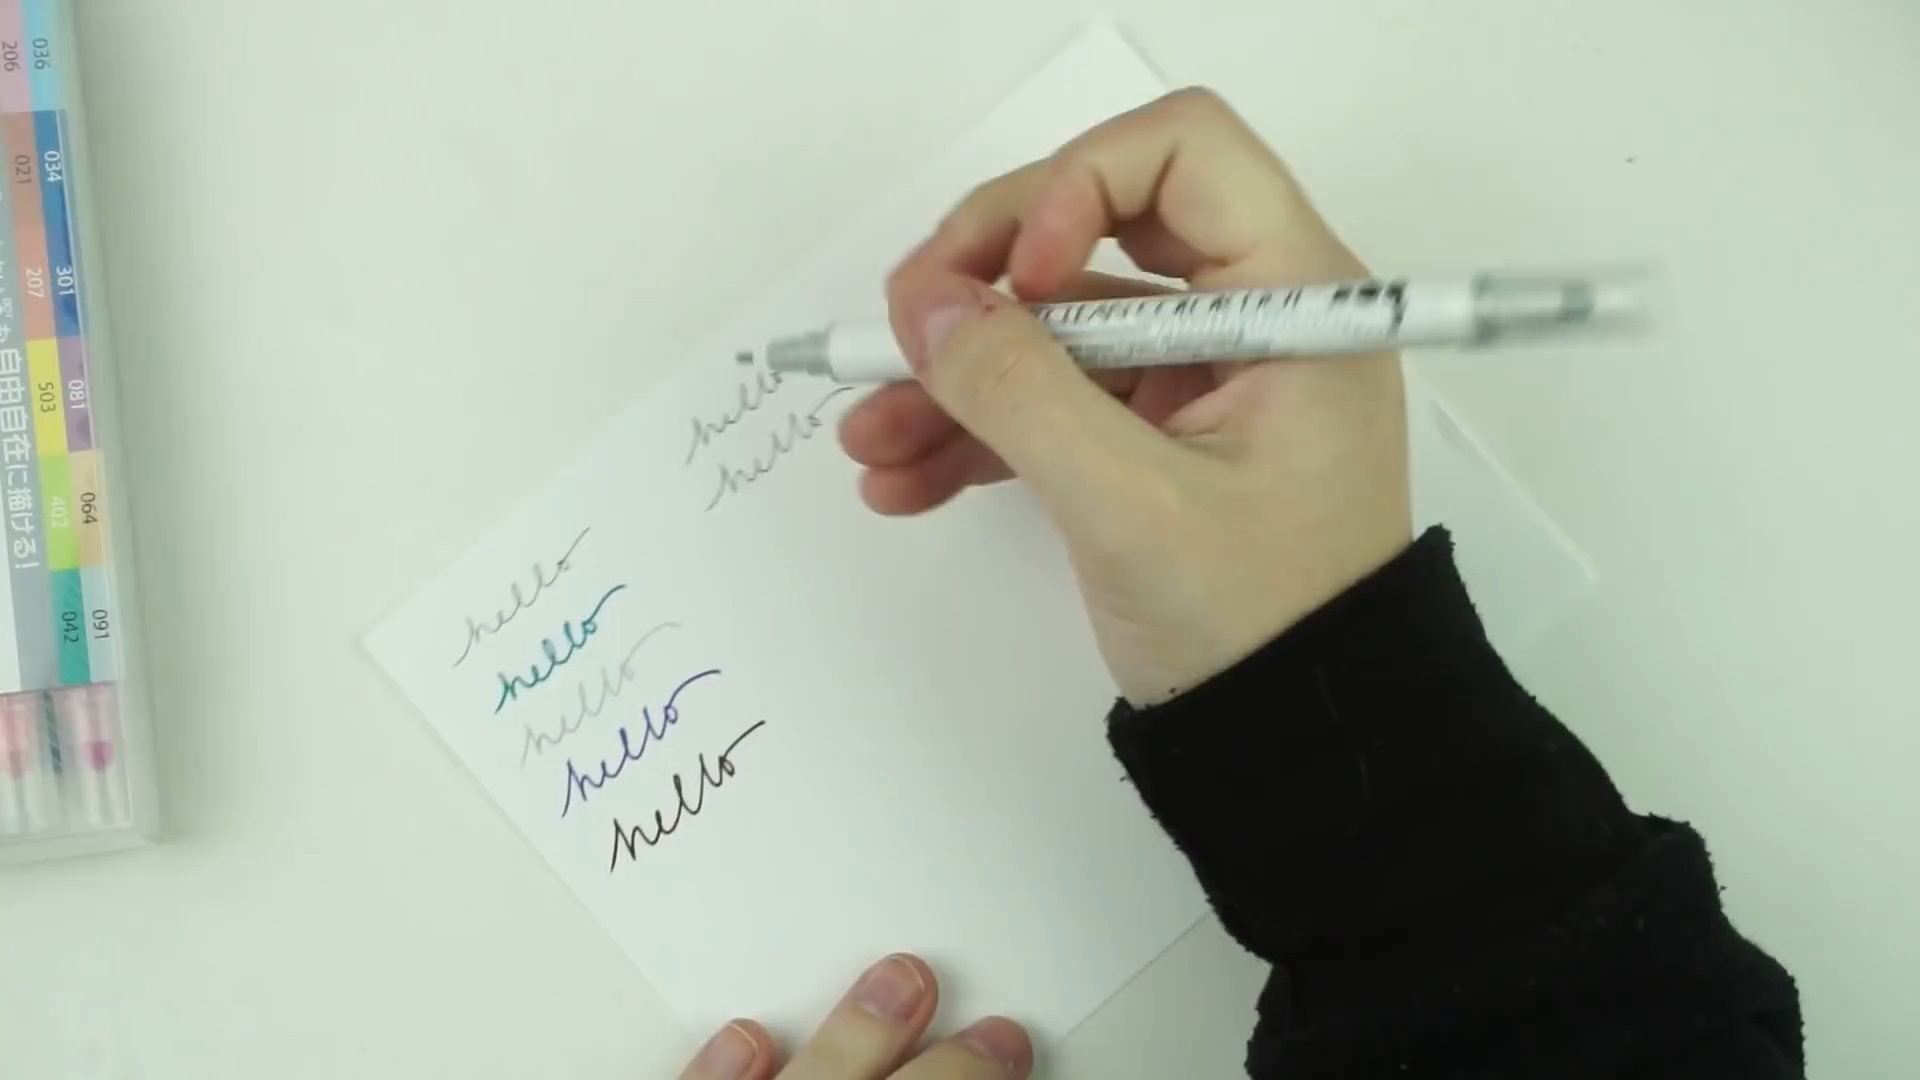 206 036
021 034
207 301
503 081
402 064
042 091
自由自在に描ける!
hello
hello
hello
hello
hello
hello
hello